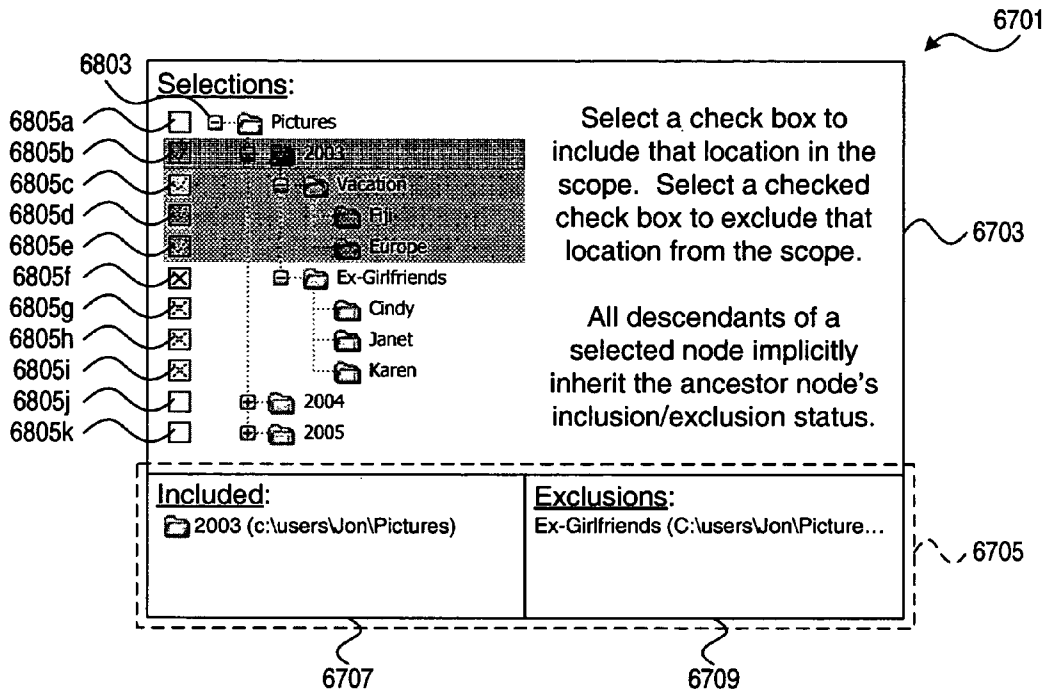 6701
6803
Selections:
6805a
Pictures
6805b
2003
6805c
Vacation
6805d
Fiji
6805e
Europe
6805f
Ex-Girlfriends
6805g
Cindy
6805h
Janet
6805i
Karen
6805j
2004
6805k
2005
Select a check box to
include that location in the
scope. Select a checked
check box to exclude that
location from the scope.
All descendants of a
selected node implicitly
inherit the ancestor node's
inclusion/exclusion status.
6703
Included:
2003 (c:\users\Jon\Pictures)
Exclusions:
Ex-Girlfriends (C:\users\Jon\Picture...
6705
6707
6709